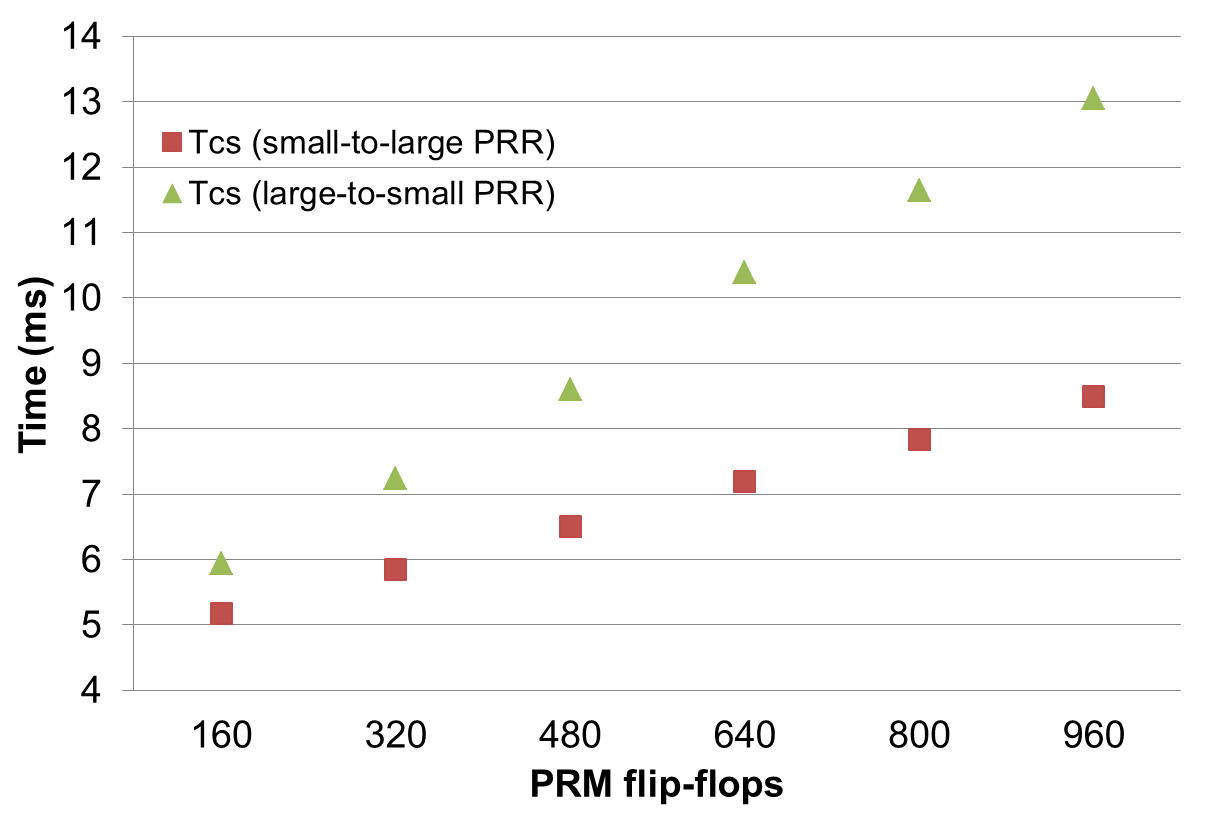 14
13
12
11
10
9
8
7
6
5
4
Time (ms)
Tcs (small-to-large PRR)
Tcs (large-to-small PRR)
160 320 480 640 800 960
PRM flip-flops